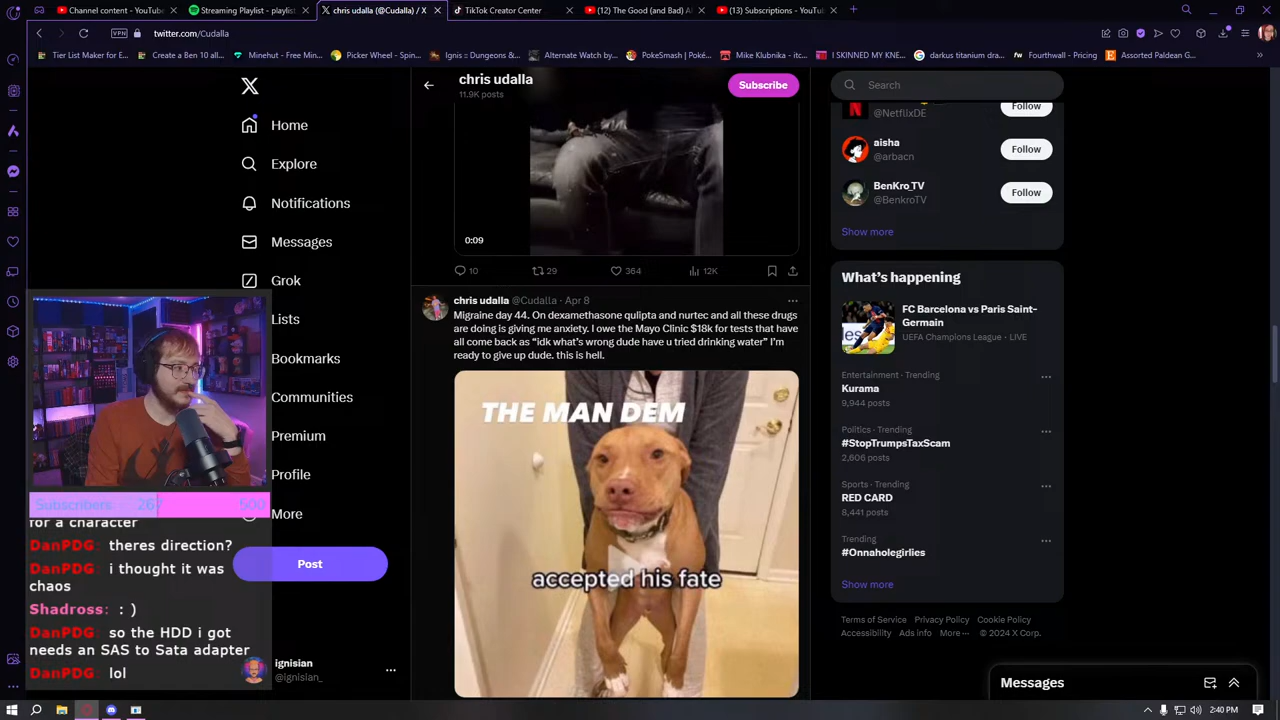 Content question - YouTube
Streaming Playlist - playlist
chris udalla (@Cudalla) / X
TikTok Creator Center
(12) The Good (and Bad) A
(13) Subscriptions - YouTube
VPN
twitter.com/Cudalla
Tier List Maker for E...
Create a Ben 10 all...
Minehut - Free Min...
Picker Wheel - Spin...
Ignis = Dungeons &...
Alternate Watch by...
PokeSmash | PokeS...
Mike Klubnika - itc...
I SKINNED MY KNE...
darkus titanium dra...
Fourthwall - Pricing
Assorted Paldean G...
chris udalla
11.9K posts
Subscribe
Search
Home
Explore
Notifications
Messages
Grok
Lists
Bookmarks
Communities
Premium
Profile
More
Post
ignisian
@ignisian_
0:09
10
29
364
12K
chris udalla @Cudalla · Apr 8
Migraine day 44. On dexamethasone qulipta and nurtec and all these drugs
are doing is giving me anxiety. I owe the Mayo Clinic $18k for tests that have
all come back as “idk what’s wrong dude have u tried drinking water” I’m
ready to give up dude. this is hell.
THE MAN DEM
accepted his fate
@NetflixDE
Follow
aisha
@arbacn
Follow
BenKro_TV
@BenkroTV
Follow
Show more
What’s happening
FC Barcelona vs Paris Saint-
Germain
UEFA Champions League · LIVE
Entertainment · Trending
Kurama
9,944 posts
Politics · Trending
#StopTrumpsTaxScam
2,606 posts
Sports · Trending
RED CARD
8,441 posts
Trending
#Onnaholegirlies
Show more
Terms of Service Privacy Policy Cookie Policy
Accessibility Ads info More ··· © 2024 X Corp.
Messages
Subscribers: 267 500
for a character
DanPDG: theres direction?
DanPDG: i thought it was
chaos
Shadross: : )
DanPDG: so the HDD i got
needs an SAS to Sata adapter
DanPDG: lol
2:40 PM